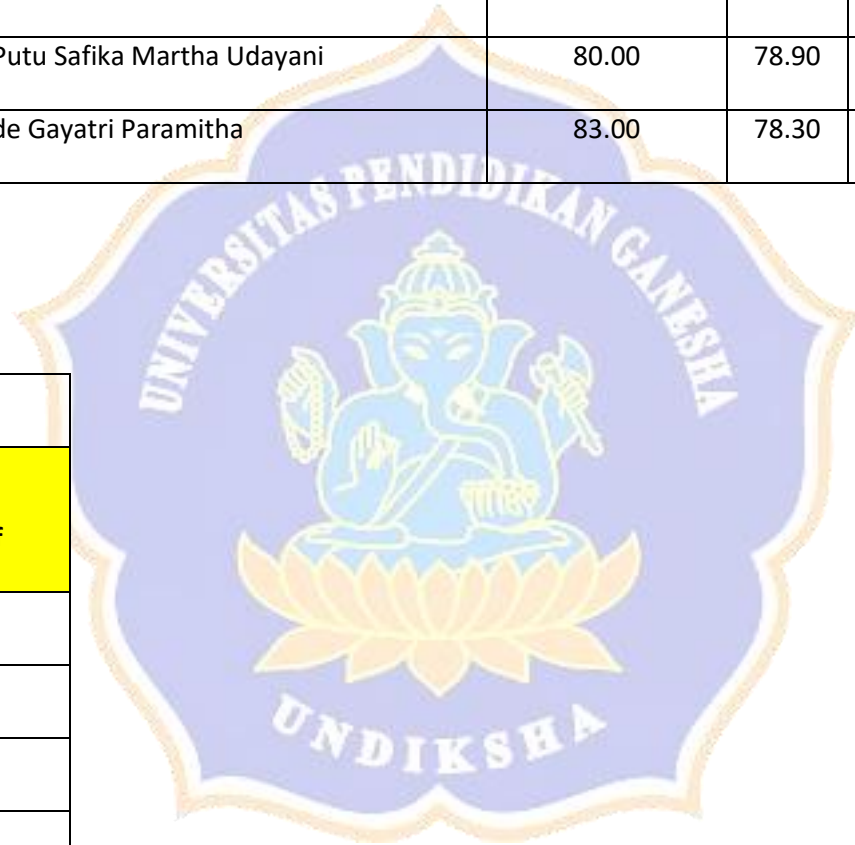 Putu Safika Martha Udayani 80.00 78.90
de Gayatri Paramitha 83.00 78.30
UNIVERSITAS PENDIDIKAN GANESHA
UNDIKSHA